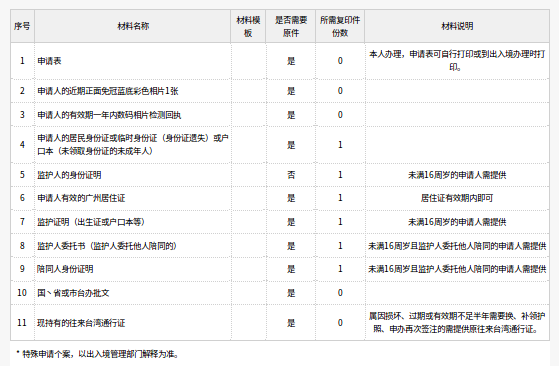 序号 材料名称 材料模板 是否需要原件 所需复印件份数 材料说明
1 申请表 是 0 本人办理，申请表可自行打印或到出入境办理时打印。
2 申请人的近期正面免冠蓝底彩色相片1张 是 0
3 申请人的有效期一年内数码相片检测回执 是 0
4 申请人的居民身份证或临时身份证（身份证遗失）或户口本（未领取身份证的未成年人） 是 1
5 监护人的身份证明 否 1 未满16周岁的申请人需提供
6 申请人有效的广州居住证 是 1 居住证有效期内即可
7 监护证明（出生证或户口本等） 是 1 未满16周岁的申请人需提供
8 监护人委托书（监护人委托他人陪同的） 是 1 未满16周岁且监护人委托他人陪同的申请人需提供
9 陪同人身份证明 是 1 未满16周岁且监护人委托他人陪同的申请人需提供
10 国丶省或市台办批文 是 0
11 现持有的往来台湾通行证 是 0 属因损坏、过期或有效期不足半年需要换、补领护照、申办再次签注的需提供原往来台湾通行证。
* 特殊申请个案，以出入境管理部门解释为准。